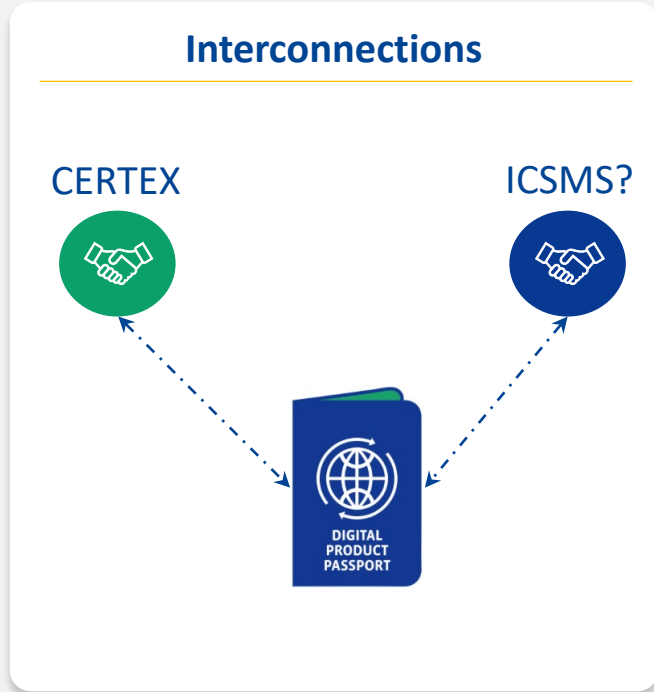 Interconnections
CERTEX
ICSMS?
DIGITAL
PRODUCT
PASSPORT